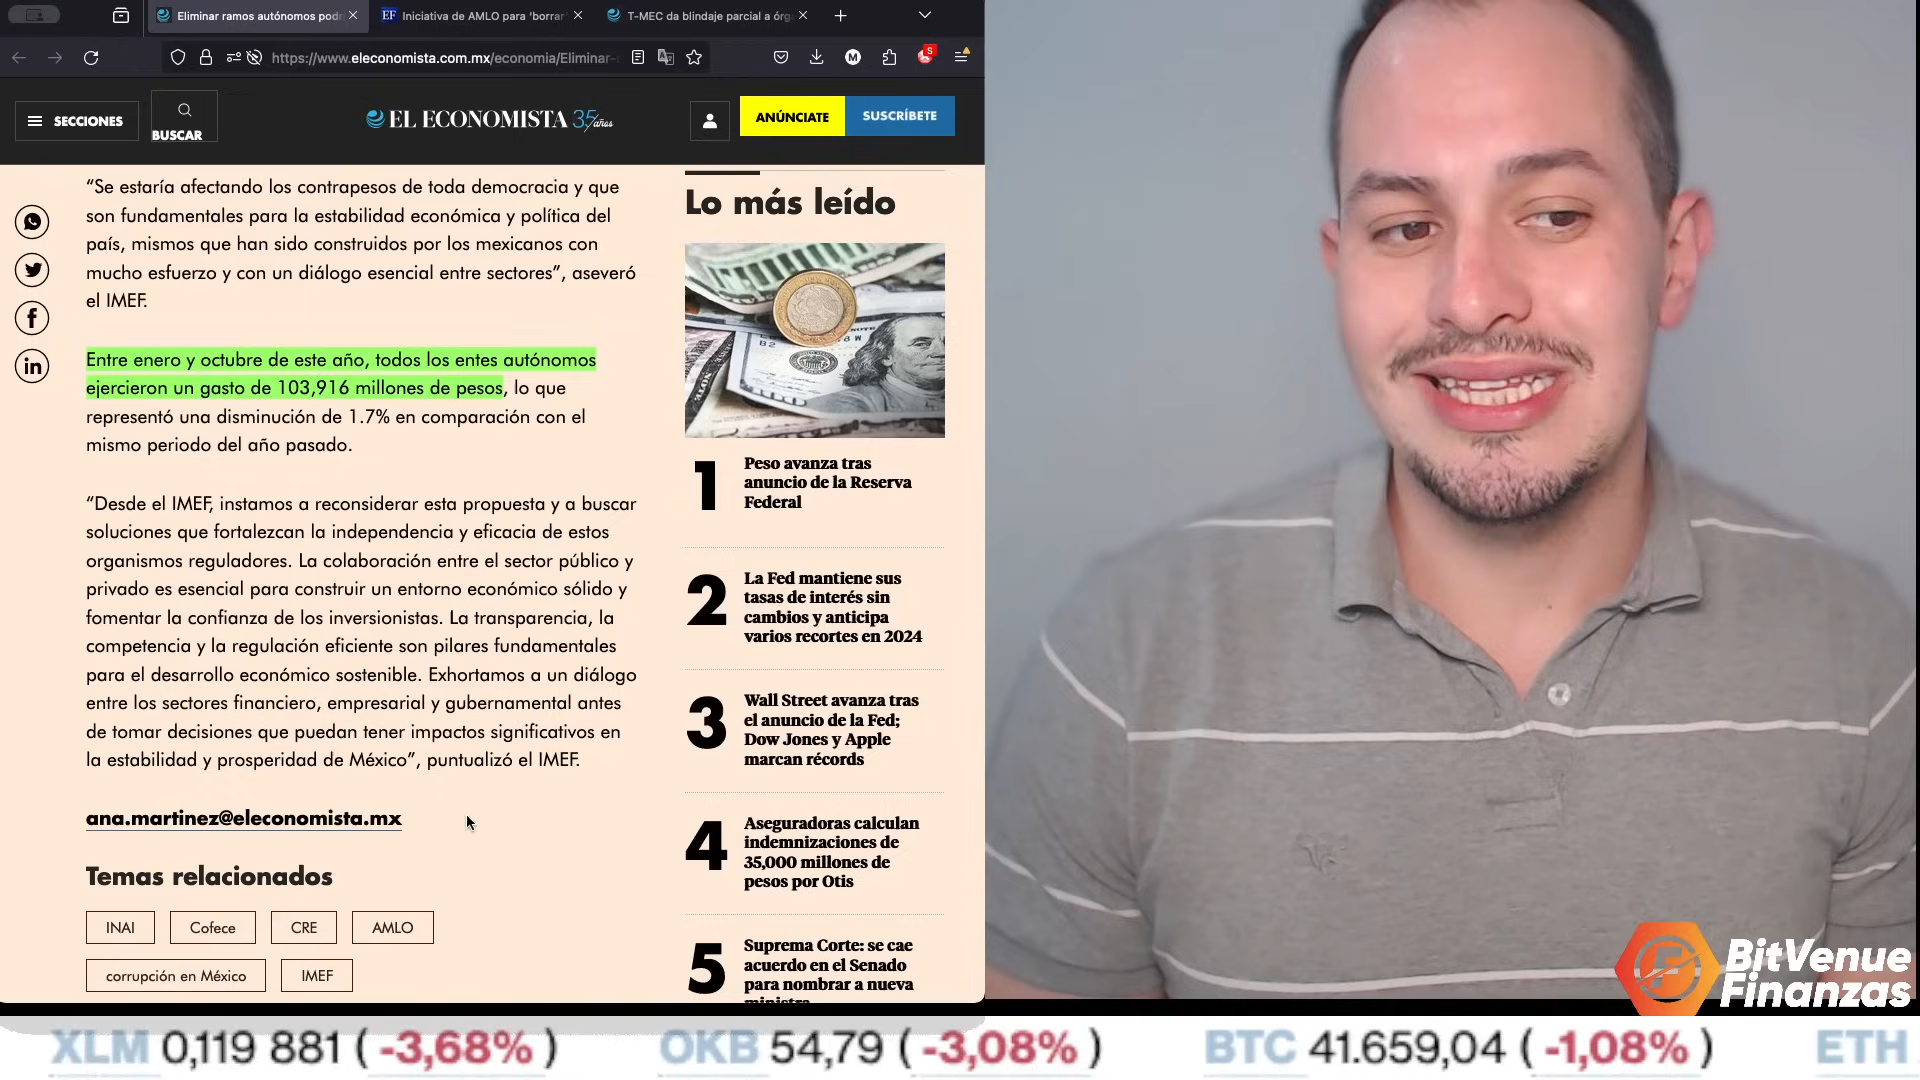 Eliminar ramos autónomos podr
Iniciativa de AMLO para 'borrar'
T-MEC da blindaje parcial a órg
https://www.eleconomista.com.mx/economia/Eliminar-
SECCIONES
BUSCAR
EL ECONOMISTA 35 años
ANÚNCIATE
SUSCRÍBETE
“Se estaría afectando los contrapesos de toda democracia y que
son fundamentales para la estabilidad económica y política del
país, mismos que han sido construidos por los mexicanos con
mucho esfuerzo y con un diálogo esencial entre sectores”, aseveró
el IMEF.
Entre enero y octubre de este año, todos los entes autónomos
ejercieron un gasto de 103,916 millones de pesos, lo que
representó una disminución de 1.7% en comparación con el
mismo periodo del año pasado.
“Desde el IMEF, instamos a reconsiderar esta propuesta y a buscar
soluciones que fortalezcan la independencia y eficacia de estos
organismos reguladores. La colaboración entre el sector público y
privado es esencial para construir un entorno económico sólido y
fomentar la confianza de los inversionistas. La transparencia, la
competencia y la regulación eficiente son pilares fundamentales
para el desarrollo económico sostenible. Exhortamos a un diálogo
entre los sectores financiero, empresarial y gubernamental antes
de tomar decisiones que puedan tener impactos significativos en
la estabilidad y prosperidad de México”, puntualizó el IMEF.
ana.martinez@eleconomista.mx
Temas relacionados
INAI
Cofece
CRE
AMLO
corrupción en México
IMEF
Lo más leído
1
Peso avanza tras
anuncio de la Reserva
Federal
2
La Fed mantiene sus
tasas de interés sin
cambios y anticipa
varios recortes en 2024
3
Wall Street avanza tras
el anuncio de la Fed;
Dow Jones y Apple
marcan récords
4
Aseguradoras calculan
indemnizaciones de
35,000 millones de
pesos por Otis
5
Suprema Corte: se cae
acuerdo en el Senado
para nombrar a nueva
ministra
BitVenue
Finanzas
XLM 0,119 881 ( -3,68% )
OKB 54,79 ( -3,08% )
BTC 41.659,04 ( -1,08% )
ETH